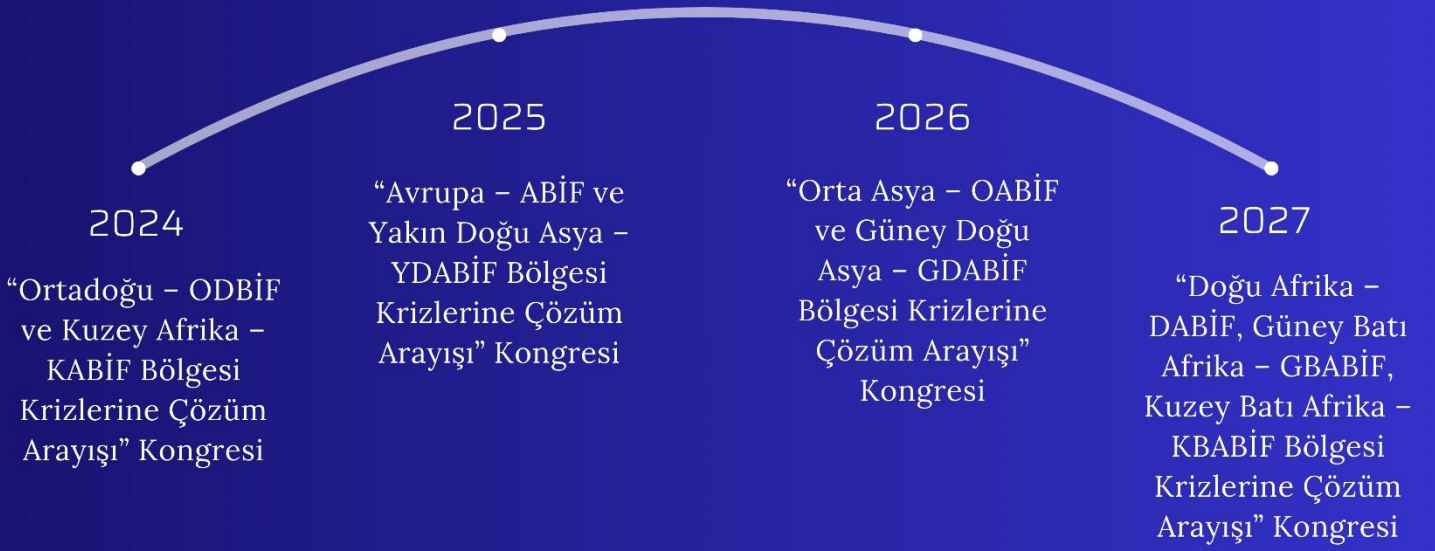 2024
“Ortadoğu – ODBİF
ve Kuzey Afrika –
KABİF Bölgesi
Krizlerine Çözüm
Arayışı” Kongresi
2025
“Avrupa – ABİF ve
Yakın Doğu Asya –
YDABİF Bölgesi
Krizlerine Çözüm
Arayışı” Kongresi
2026
“Orta Asya – OABİF
ve Güney Doğu
Asya – GDABİF
Bölgesi Krizlerine
Çözüm Arayışı”
Kongresi
2027
“Doğu Afrika –
DABİF, Güney Batı
Afrika – GBABİF,
Kuzey Batı Afrika –
KBABİF Bölgesi
Krizlerine Çözüm
Arayışı” Kongresi